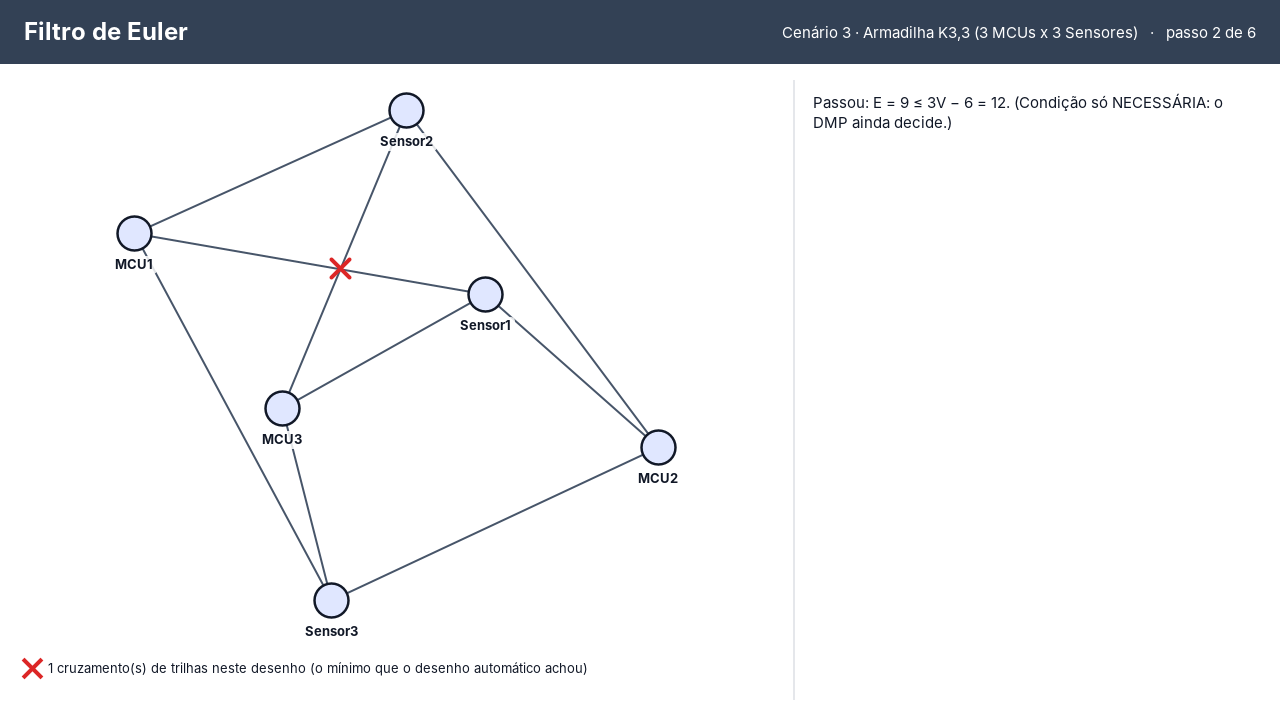 Filtro de Euler
Cenário 3 · Armadilha K3,3 (3 MCUs x 3 Sensores) · passo 2 de 6
Passou: E = 9 ≤ 3V − 6 = 12. (Condição só NECESSÁRIA: o
DMP ainda decide.)
Sensor2
MCU1
Sensor1
MCU3
MCU2
Sensor3
1 cruzamento(s) de trilhas neste desenho (o mínimo que o desenho automático achou)